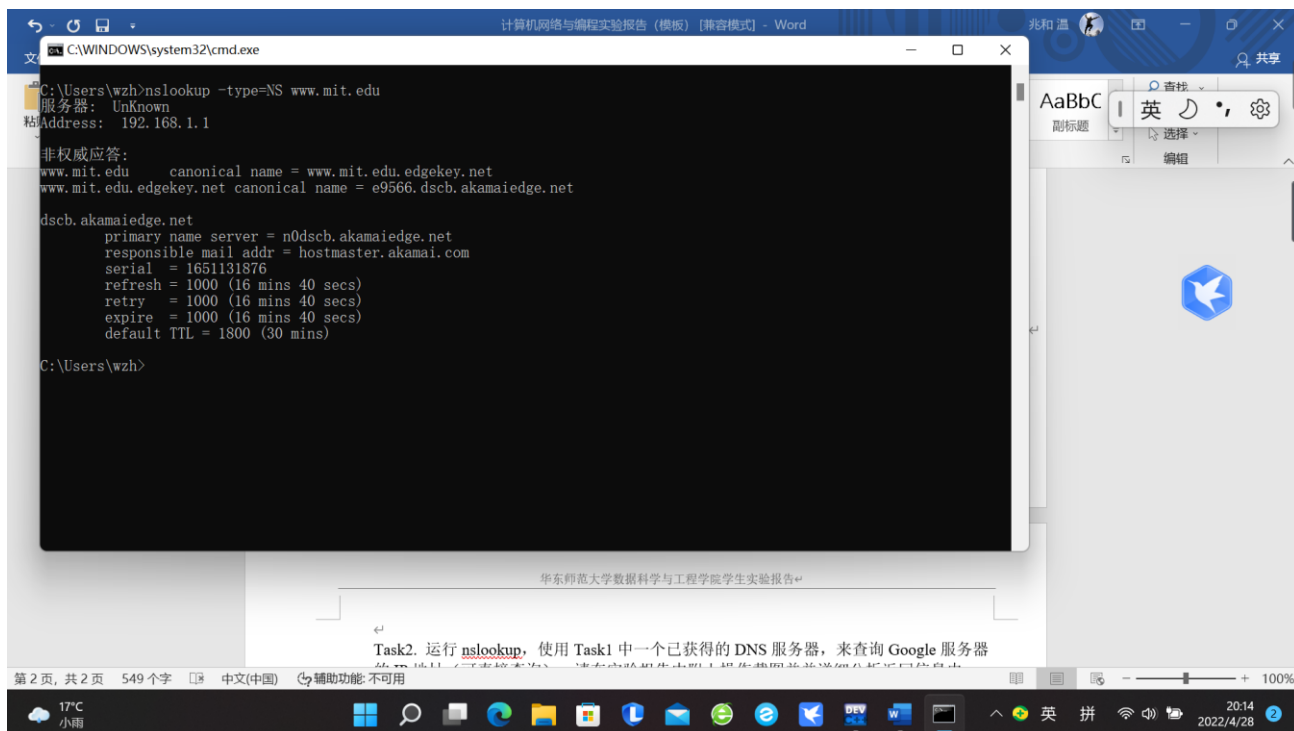 计算机网络与编程实验报告（模板） [兼容模式] - Word
兆和 温
C:\WINDOWS\system32\cmd.exe
共享
C:\Users\wzh>nslookup -type=NS www.mit.edu
服务器:  UnKnown
Address:  192.168.1.1
非权威应答:
www.mit.edu     canonical name = www.mit.edu.edgekey.net
www.mit.edu.edgekey.net canonical name = e9566.dscb.akamaiedge.net
dscb.akamaiedge.net
        primary name server = n0dscb.akamaiedge.net
        responsible mail addr = hostmaster.akamai.com
        serial  = 1651131876
        refresh = 1000 (16 mins 40 secs)
        retry   = 1000 (16 mins 40 secs)
        expire  = 1000 (16 mins 40 secs)
        default TTL = 1800 (30 mins)
C:\Users\wzh>
AaBbC
副标题
查找
英
选择
编辑
华东师范大学数据科学与工程学院学生实验报告
Task2. 运行 nslookup，使用 Task1 中一个已获得的 DNS 服务器，来查询 Google 服务器
第 2 页，共 2 页 549 个字 中文(中国) 辅助功能: 不可用 100%
17°C
小雨
DEV
英 拼
20:14
2022/4/28
2